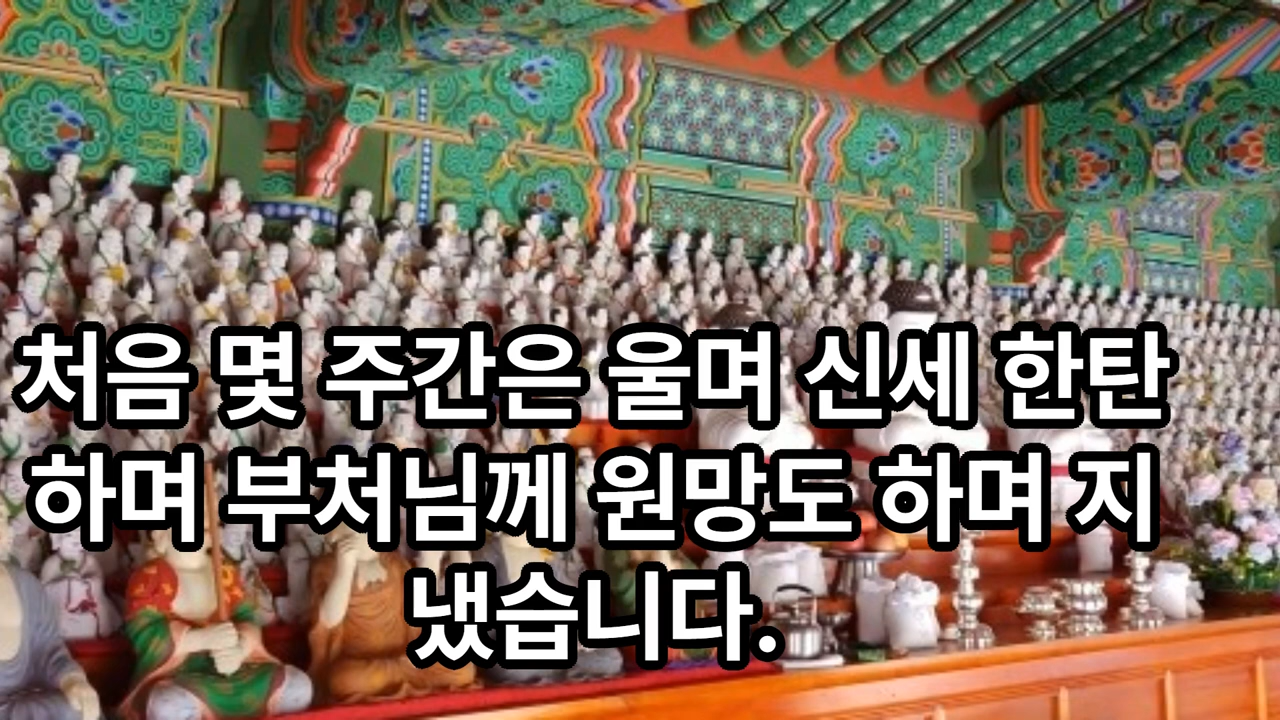 처음 몇 주간은 울며 신세 한탄
하며 부처님께 원망도 하며 지
냈습니다.